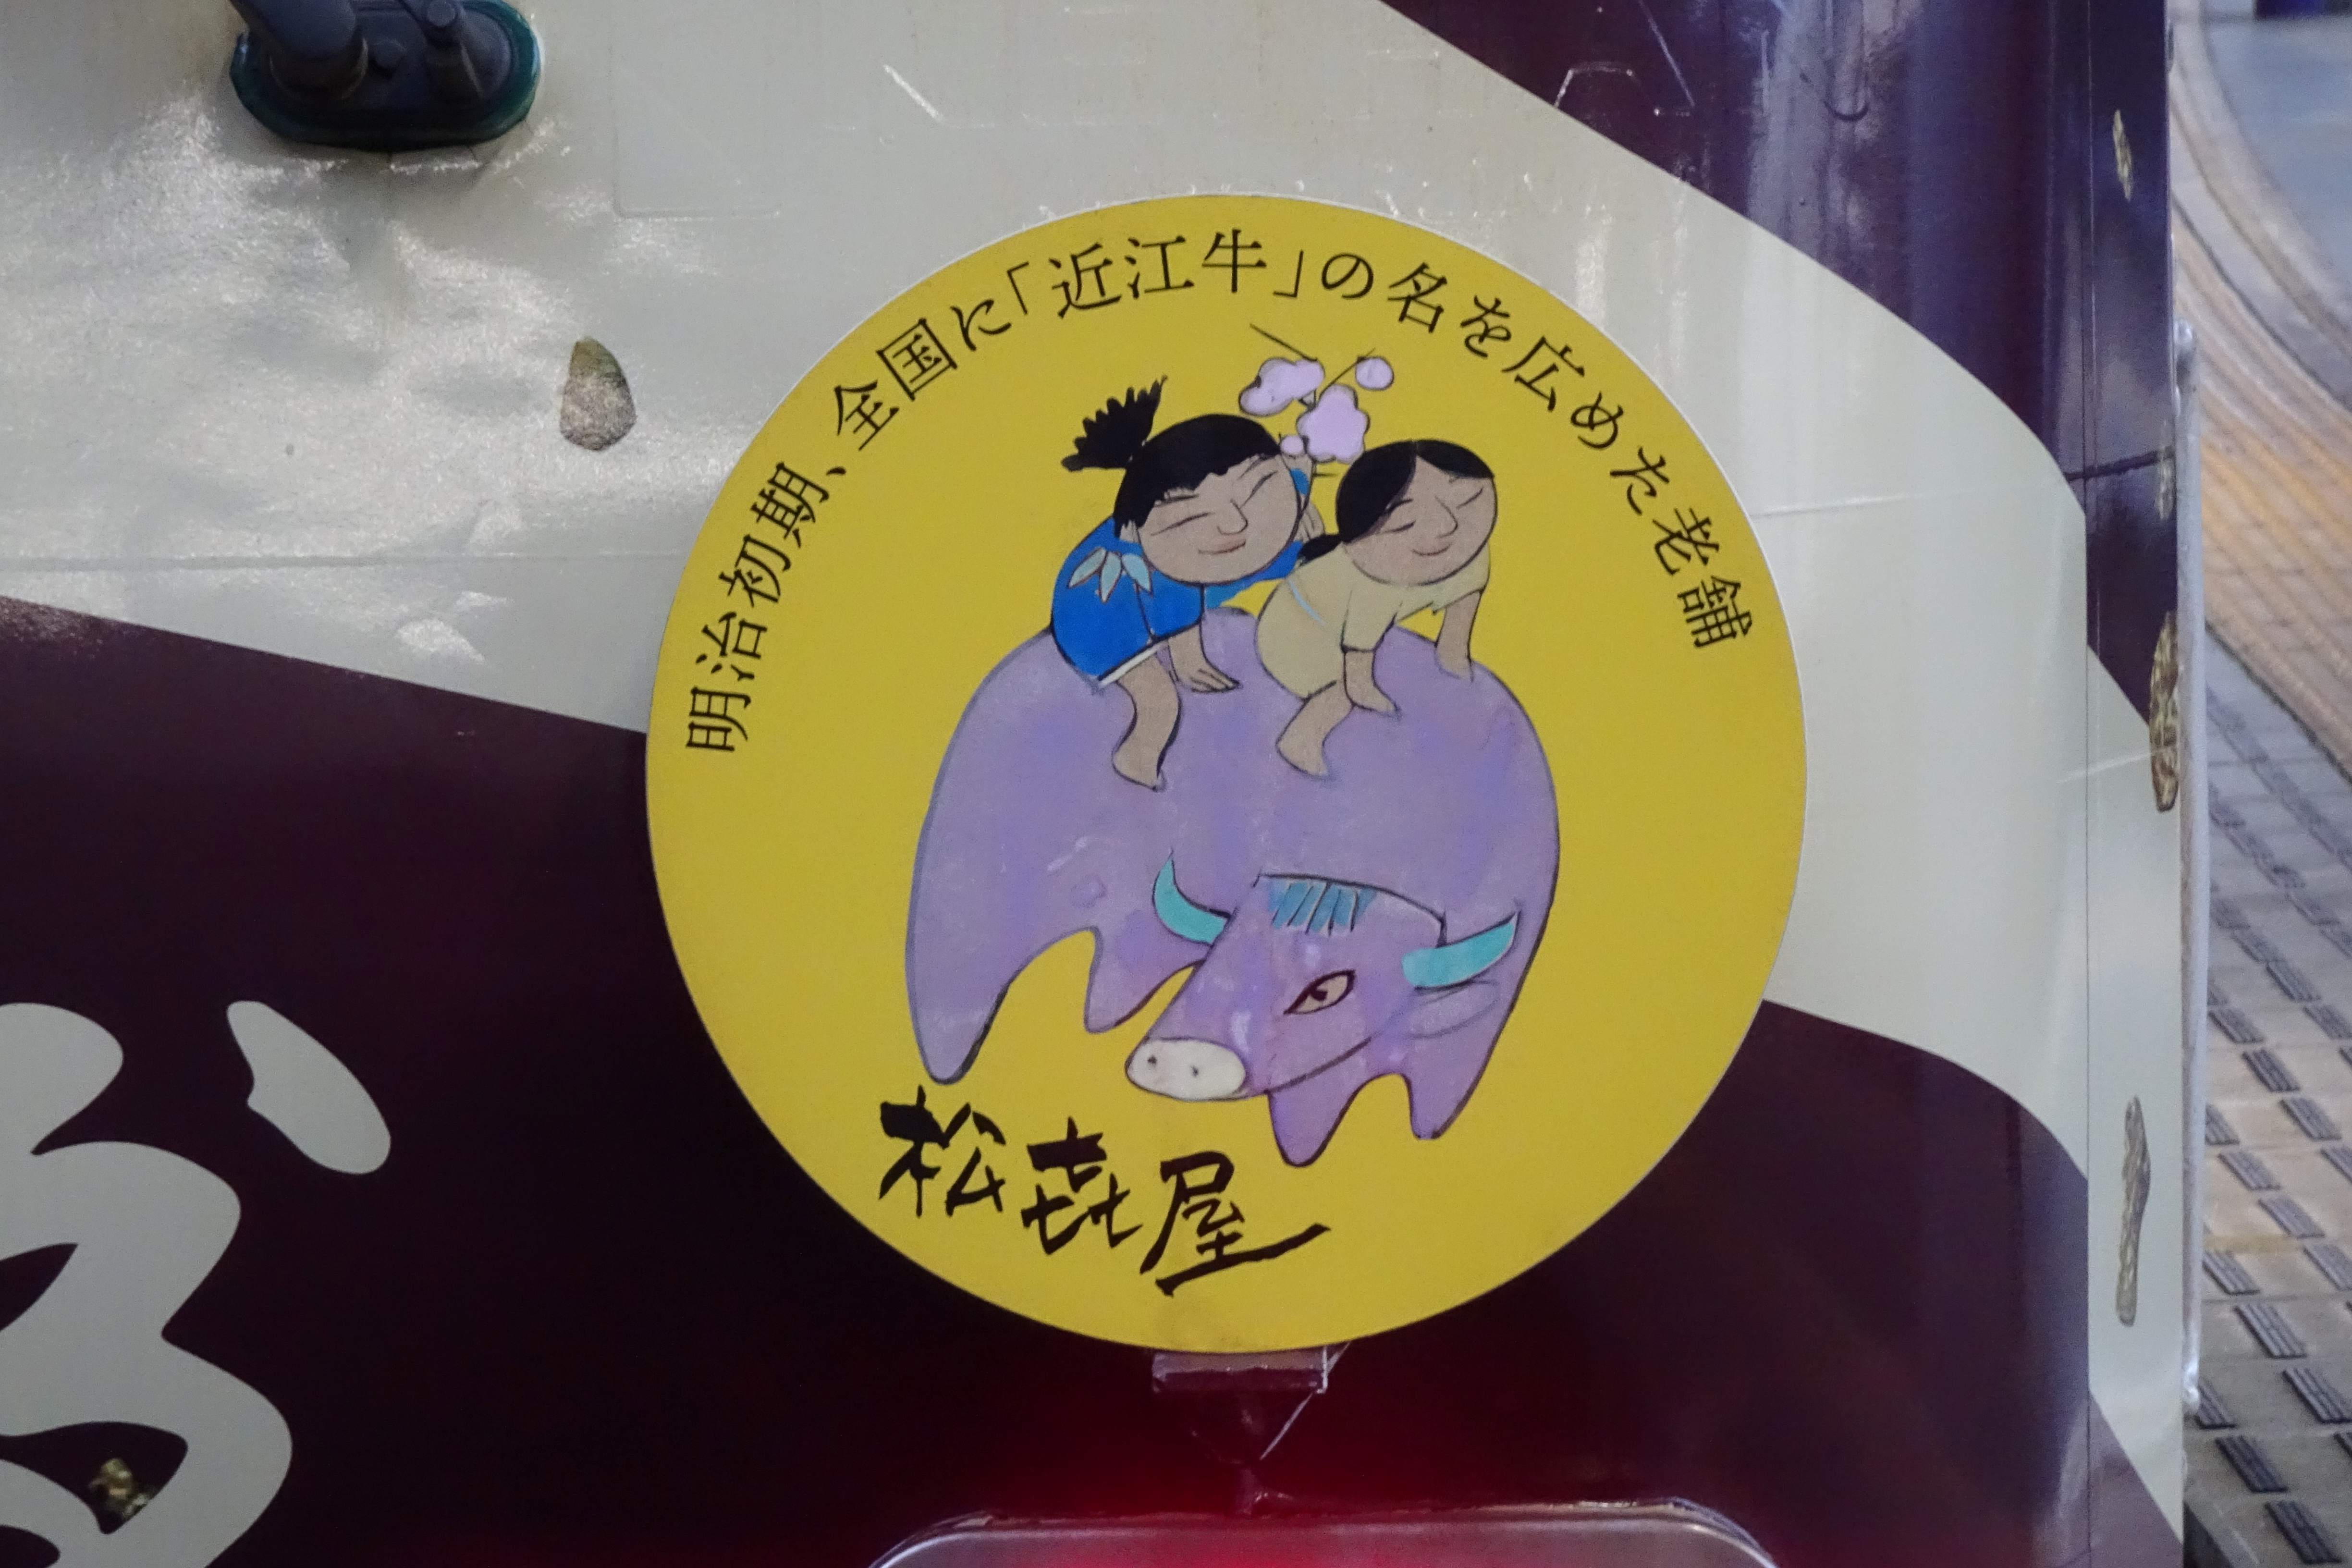 明治初期、全国に「近江牛」の名を広めた老舗
松㐂屋